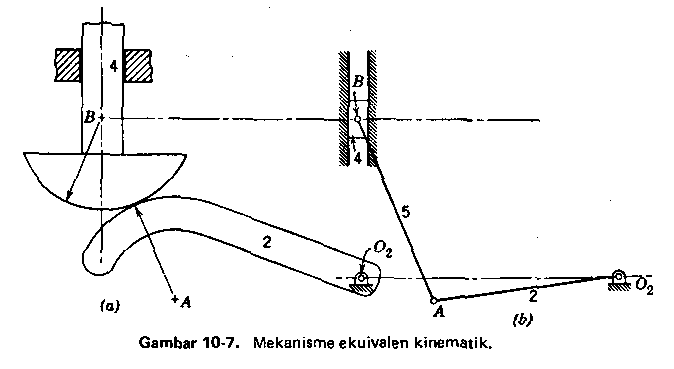 4
B
B
4
5
2
O₂
+A
(a)
A
2
O₂
(b)
Gambar 10-7. Mekanisme ekuivalen kinematik.